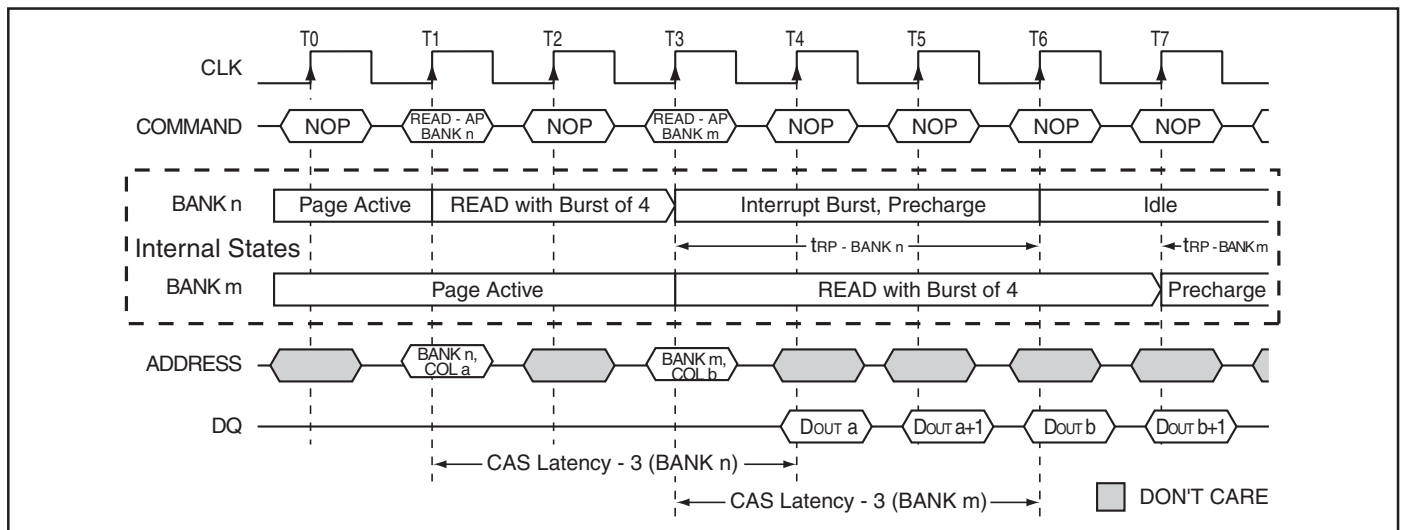 T0 T1 T2 T3 T4 T5 T6 T7
CLK
COMMAND NOP READ - AP BANK n NOP READ - AP BANK m NOP NOP NOP NOP
BANK n Page Active READ with Burst of 4 Interrupt Burst, Precharge Idle
Internal States tRP - BANK n tRP - BANK m
BANK m Page Active READ with Burst of 4 Precharge
ADDRESS BANK n, COL a BANK m, COL b
DQ DOUT a DOUT a+1 DOUT b DOUT b+1
CAS Latency - 3 (BANK n)
CAS Latency - 3 (BANK m) DON'T CARE